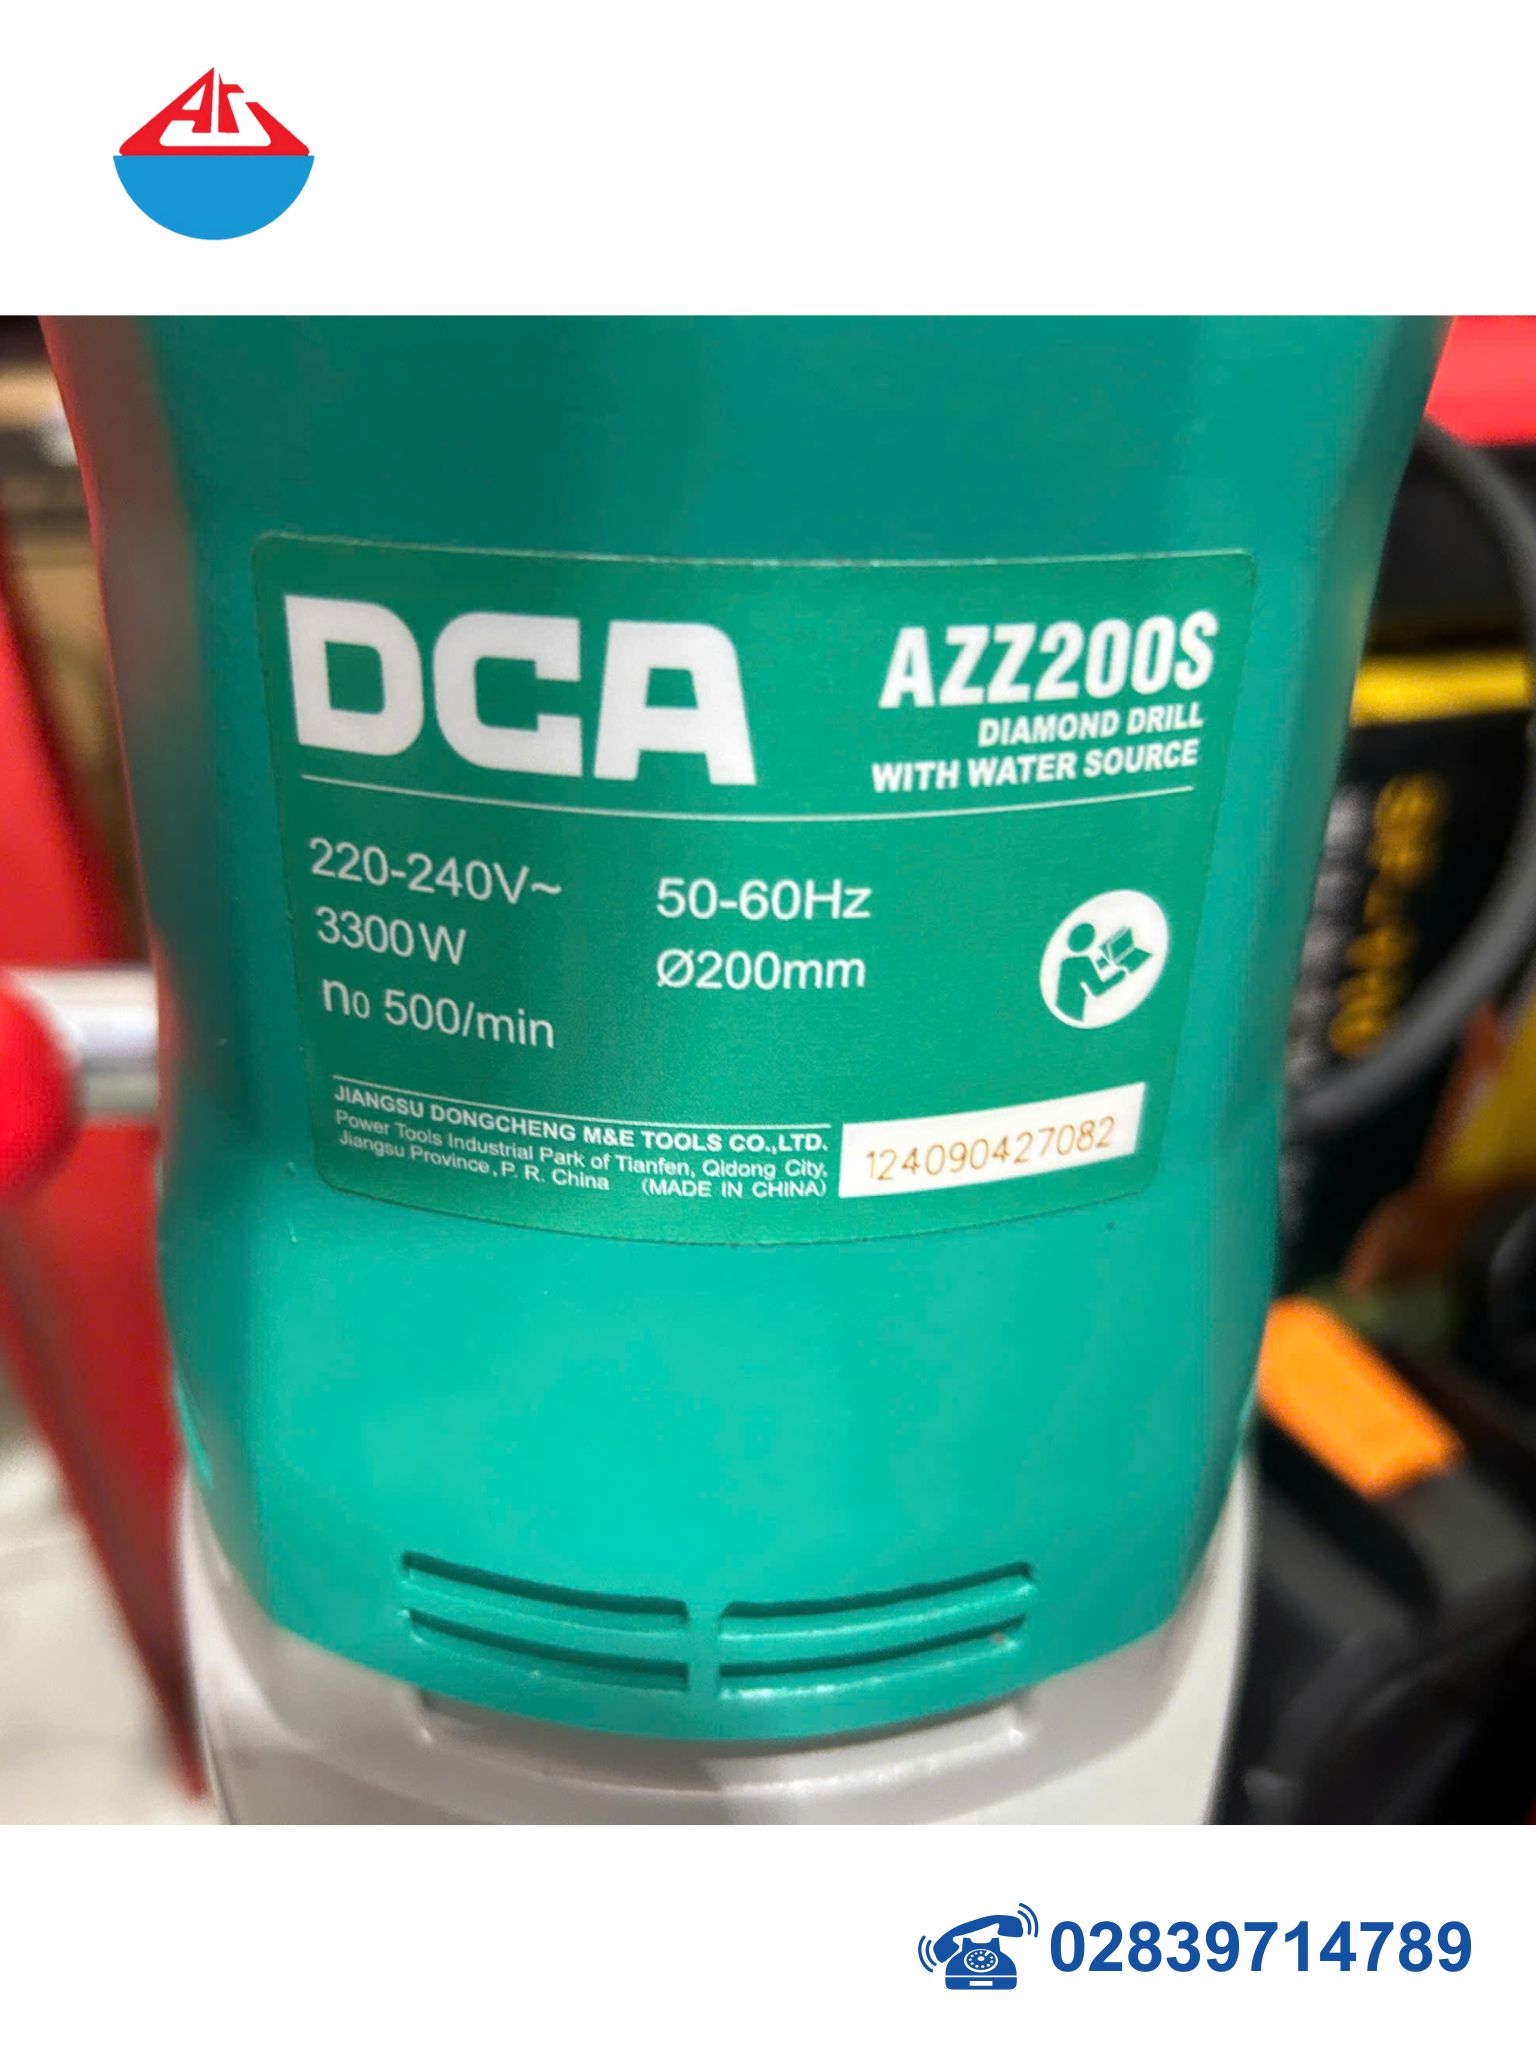 DCA
AZZ200S
DIAMOND DRILL
WITH WATER SOURCE
220-240V~
50-60Hz
3300W
Ø200mm
n0 500/min
JIANGSU DONGCHENG M&E TOOLS CO.,LTD.
Power Tools Industrial Park of Tianfen, Qidong City,
Jiangsu Province, P. R. China (MADE IN CHINA)
124090427082
02839714789